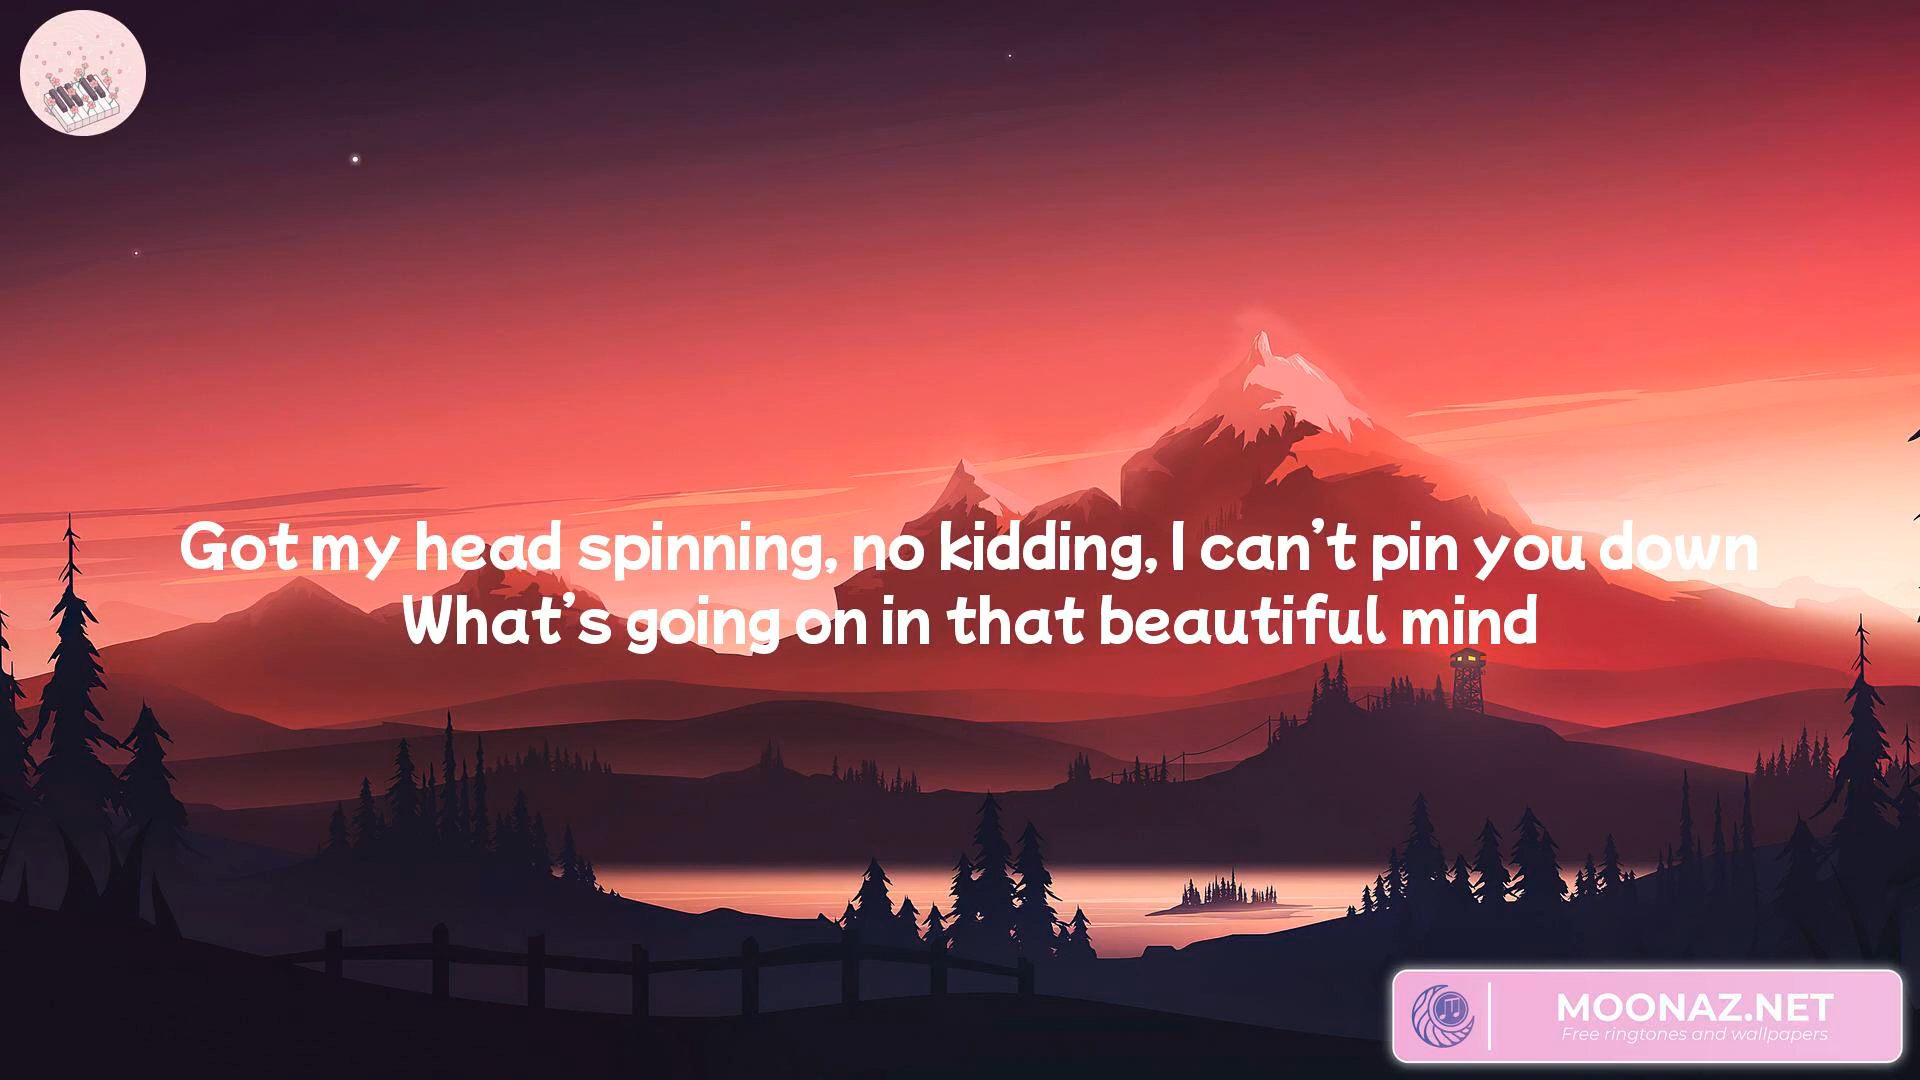 Got my head spinning, no kidding, I can’t pin you down
What’s going on in that beautiful mind
MOONAZ.NET
Free ringtones and wallpapers